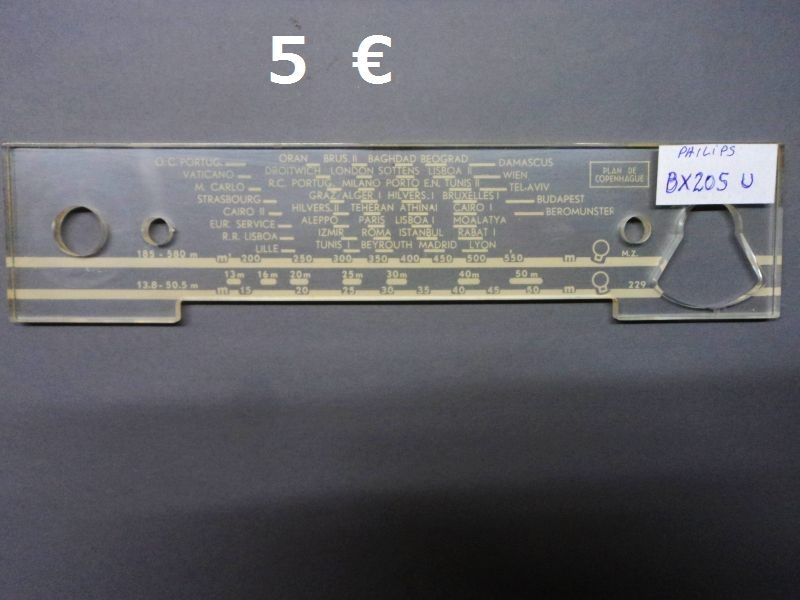 5 €
PHILIPS
BX205 U
O.C. PORTUG. ORAN BRUS.II BAGHDAD BEOGRAD DAMASCUS
VATICANO DROITWICH LONDON SOTTENS LISBOA II WIEN
M. CARLO R.C. PORTUG. MILANO PORTO E.N. TUNIS II TEL-AVIV
STRASBOURG GRAZ ALGER I HILVERS.I BRUXELLES I BUDAPEST
CAIRO II HILVERS.II TEHERAN ATHINAI CAIRO I BEROMUNSTER
EUR. SERVICE ALEPPO PARIS LISBOA I MOALATYA
R.R. LISBOA IZMIR ROMA ISTANBUL RABAT I
LILLE TUNIS I BEYROUTH MADRID LYON
PLAN DE
COPENHAGUE
185 - 580 m m 200 250 300 350 400 450 500 550 m M.Z.
13m 16m 20m 25m 30m 40m 50m
13.8 - 50.5 m m 15 20 25 30 35 40 45 50 m 229